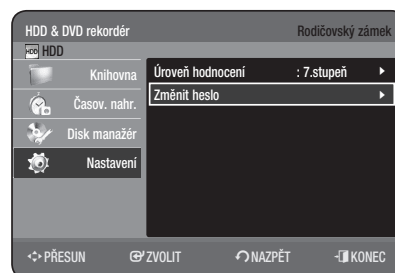 HDD & DVD rekordér Rodičovský zámek
HDD HDD
Knihovna Úroveň hodnocení : 7.stupeň
Časov. nahr. Změnit heslo
Disk manažér
Nastavení
PŘESUN ZVOLIT NAZPĚT KONEC